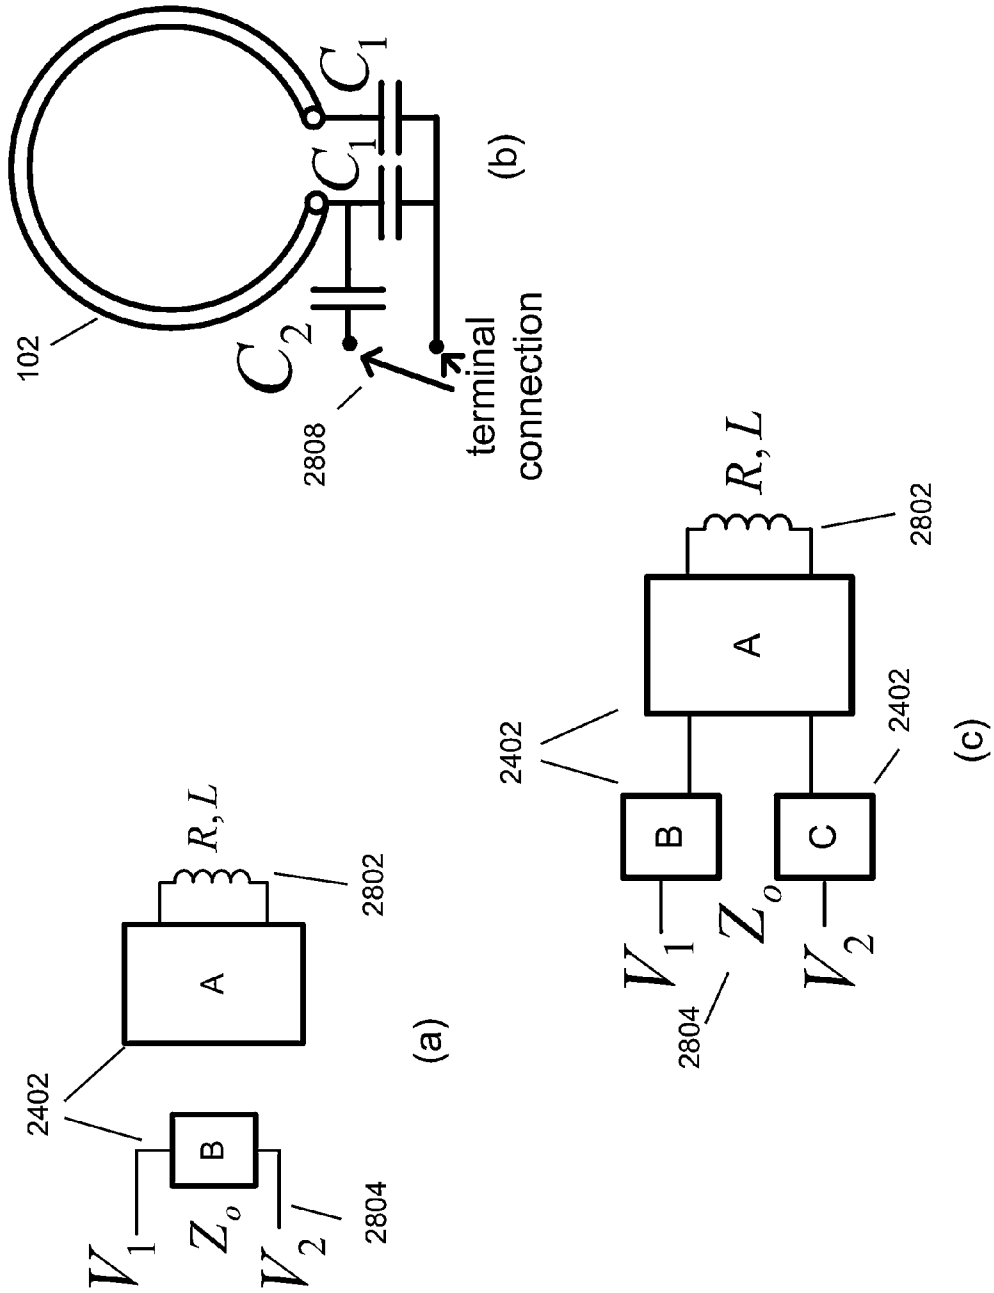 102
C1
C1
C2
2808
terminal
connection
(b)
2402
A
R, L
2802
B
V1
Zo
V2
2804
(a)
2402
A
R, L
2802
B
C
2402
V1
Zo
V2
2804
(c)